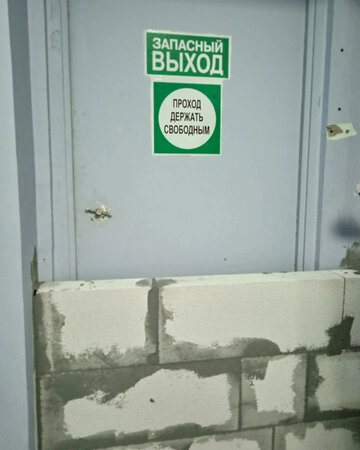 ЗАПАСНЫЙ
ВЫХОД
ПРОХОД
ДЕРЖАТЬ
СВОБОДНЫМ